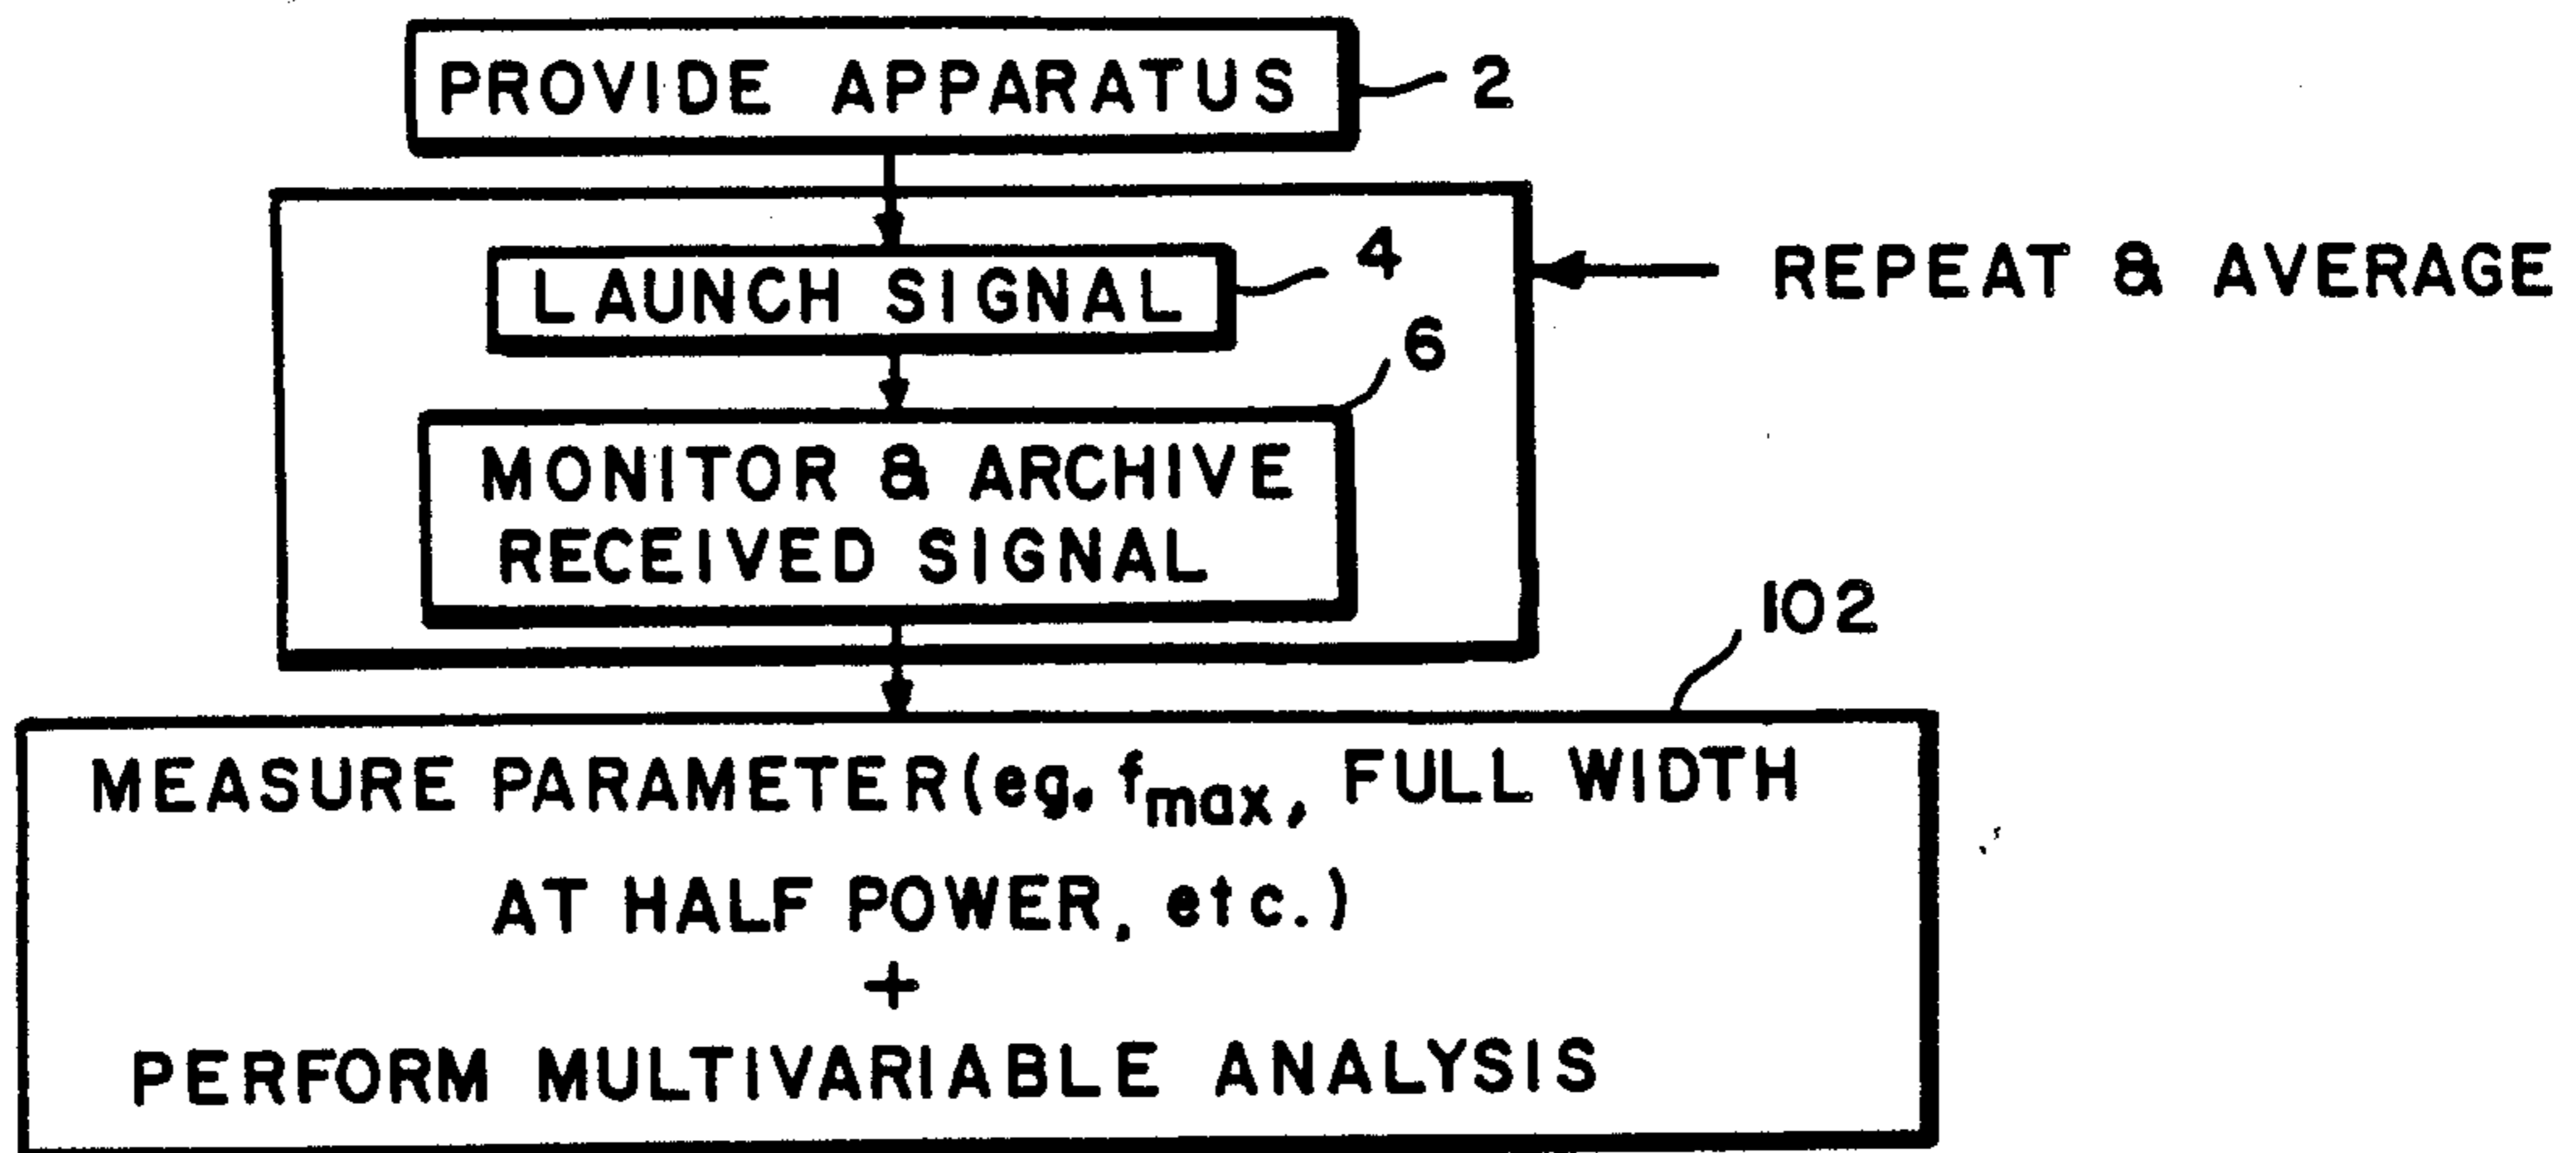 PROVIDE APPARATUS
2
LAUNCH SIGNAL
4
REPEAT & AVERAGE
6
MONITOR & ARCHIVE
RECEIVED SIGNAL
102
MEASURE PARAMETER (eg. fmax, FULL WIDTH
AT HALF POWER, etc.)
+
PERFORM MULTIVARIABLE ANALYSIS